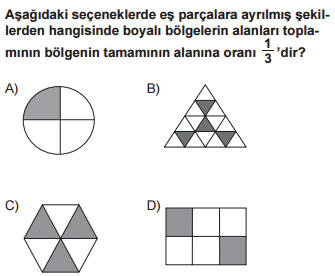 Aşağıdaki seçeneklerde eş parçalara ayrılmış şekil-
lerden hangisinde boyalı bölgelerin alanları topla-
mının bölgenin tamamının alanına oranı 1/3 'dir?
A) B)
C) D)